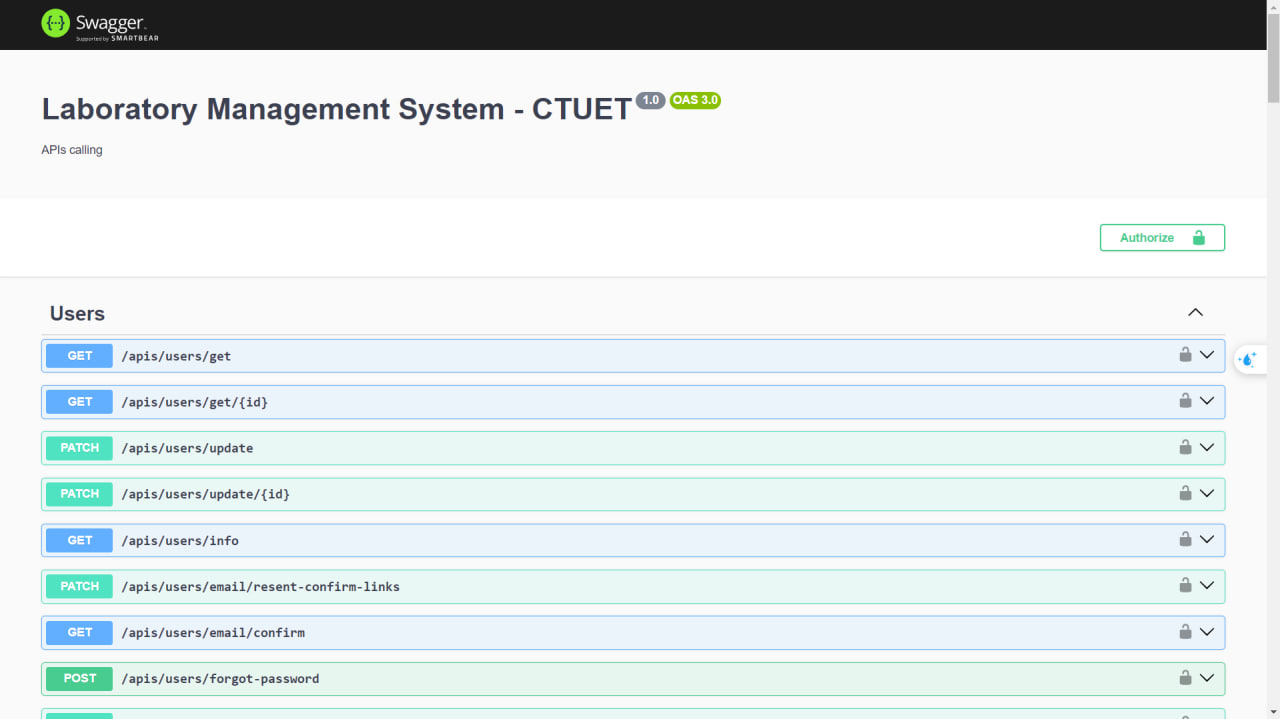 Swagger
Supported by SMARTBEAR
Laboratory Management System - CTUET 1.0 OAS 3.0
APIs calling
Authorize
Users
GET /apis/users/get
GET /apis/users/get/{id}
PATCH /apis/users/update
PATCH /apis/users/update/{id}
GET /apis/users/info
PATCH /apis/users/email/resent-confirm-links
GET /apis/users/email/confirm
POST /apis/users/forgot-password